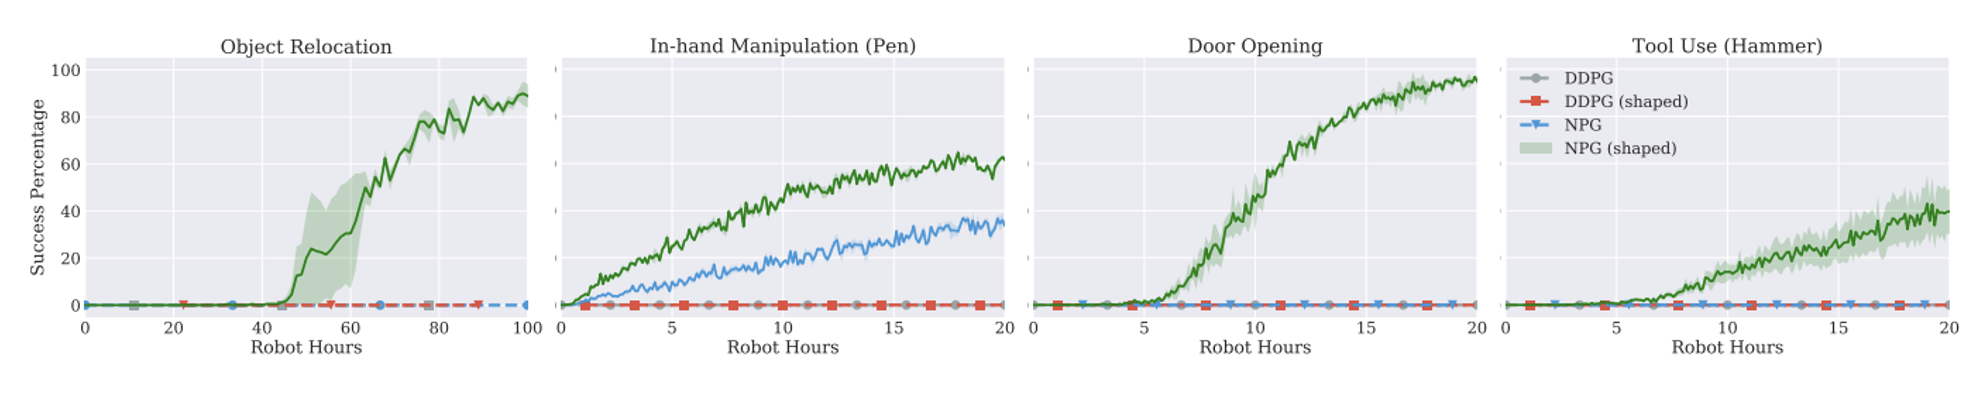 Object Relocation
In-hand Manipulation (Pen)
Door Opening
Tool Use (Hammer)
Success Percentage
100
80
60
40
20
0
DDPG
DDPG (shaped)
NPG
NPG (shaped)
0 20 40 60 80 100
0 5 10 15 20
0 5 10 15 20
0 5 10 15 20
Robot Hours
Robot Hours
Robot Hours
Robot Hours